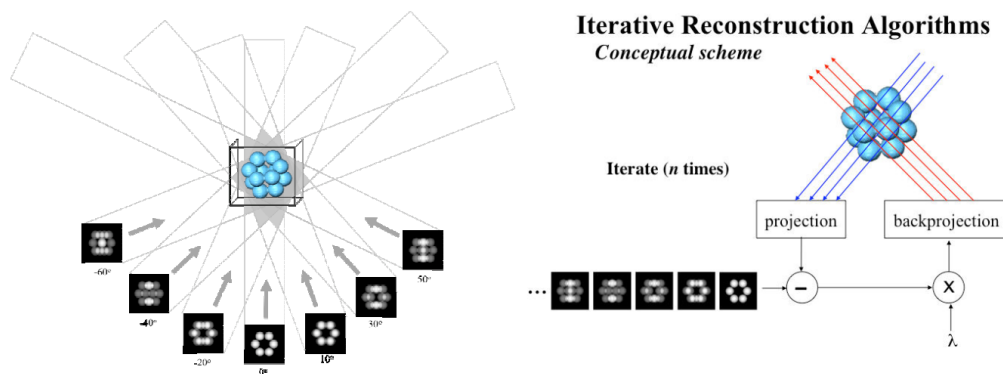 -60°
-40°
-20°
0°
10°
30°
50°
Iterative Reconstruction Algorithms
Conceptual scheme
Iterate (n times)
projection
backprojection
...
−
X
λ